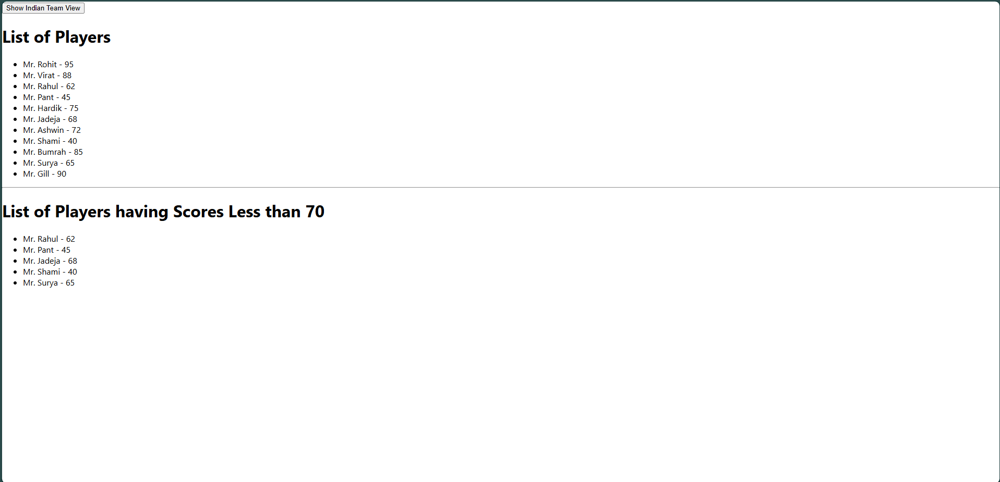 Show Indian Team View
List of Players
Mr. Rohit - 95
Mr. Virat - 88
Mr. Rahul - 62
Mr. Pant - 45
Mr. Hardik - 75
Mr. Jadeja - 68
Mr. Ashwin - 72
Mr. Shami - 40
Mr. Bumrah - 85
Mr. Surya - 65
Mr. Gill - 90
List of Players having Scores Less than 70
Mr. Rahul - 62
Mr. Pant - 45
Mr. Jadeja - 68
Mr. Shami - 40
Mr. Surya - 65